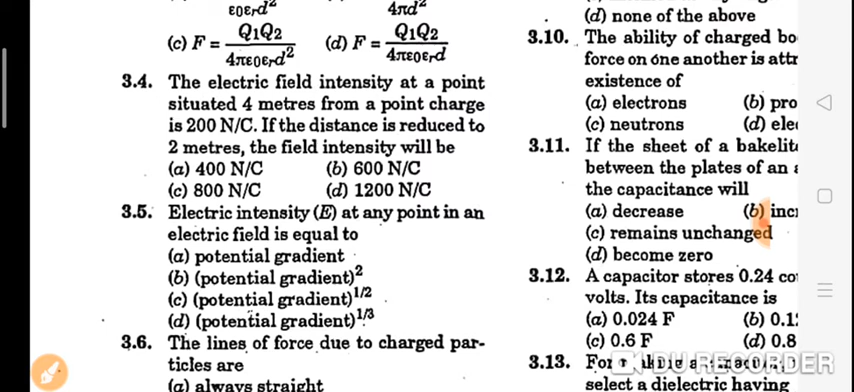 ε0εrd²
4πd²
(c) F = Q1Q2 / 4πε0εrd²
(d) F = Q1Q2 / 4πε0εrd
3.4. The electric field intensity at a point
situated 4 metres from a point charge
is 200 N/C. If the distance is reduced to
2 metres, the field intensity will be
(a) 400 N/C (b) 600 N/C
(c) 800 N/C (d) 1200 N/C
3.5. Electric intensity (E) at any point in an
electric field is equal to
(a) potential gradient
(b) (potential gradient)²
(c) (potential gradient)^1/2
(d) (potential gradient)^1/3
3.6. The lines of force due to charged par-
ticles are
(a) always straight
(d) none of the above
3.10. The ability of charged bo
force on one another is attr
existence of
(a) electrons (b) pro
(c) neutrons (d) ele
3.11. If the sheet of a bakelit
between the plates of an a
the capacitance will
(a) decrease (b) inc
(c) remains unchanged
(d) become zero
3.12. A capacitor stores 0.24 co
volts. Its capacitance is
(a) 0.024 F (b) 0.1
(c) 0.6 F (d) 0.8
3.13. For
select a dielectric having
DU RECORDER